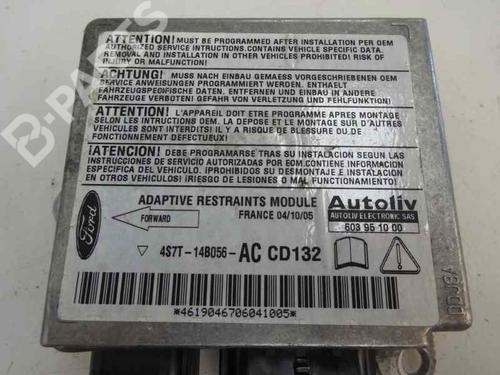 ATTENTION! MUST BE PROGRAMMED AFTER INSTALLATION PER OEM
AUTHORIZED SERVICE INTRUCTIONS.CONTAINS VEHICLE SPECIFIC DATA.
REMOVAL AND INSTALLATION IN OTHER VEHICLES PROHIBITED! RISK OF
INJURY OR MALFUNCTION!
ACHTUNG! MUSS NACH EINBAU GEMAESS VORGESCHRIEBENEN OEM
SERVICE ANWEISUNGEN PROGRAMMIERT WERDEN. ENTHAELT
FAHRZEUGSPEZIFISCHE DATEN, ENTFERNEN UND EINBAU IN ANDERE
FAHRZEUGE VERBOTEN! GEFAHR VON VERLETZUNG UND FEHLFUNKTION!
ATTENTION! L'APPAREIL DOIT ETRE PROGRAMME APRES MONTAGE
SELON LES INSTRUCTIONS OEM. LA DEPOSE ET LE MONTAGE SUR D'AUTRES
VEHICULES SONT INTERDITS! IL Y A RISQUE DE BLESSURE OU DE
FONCTIONNEMENT DEFECTUEUX!
¡ATENCION! DEBE PROGRAMARSE TRAS SU INSTALACION SEGUN LAS
INSTRUCCIONES DE SERVICIO AUTORIZADAS POR EOM.CONTIENE INFORMACION
ESPECIFICA DEL VEHICULO. ¡PROHIBIDO SU DESMONTAJE E INSTALACION
EN OTROS VEHICULOS! ¡RIESGO DE LESIONES O MAL FUNCIONAMIENTO!
Ford
FORWARD
ADAPTIVE RESTRAINTS MODULE
FRANCE 04/10/05
Autoliv
AUTOLIV ELECTRONIC SAS
603 95 10 00
4S7T-14B056-AC CD132
*4619046706041005*
B-PARTS